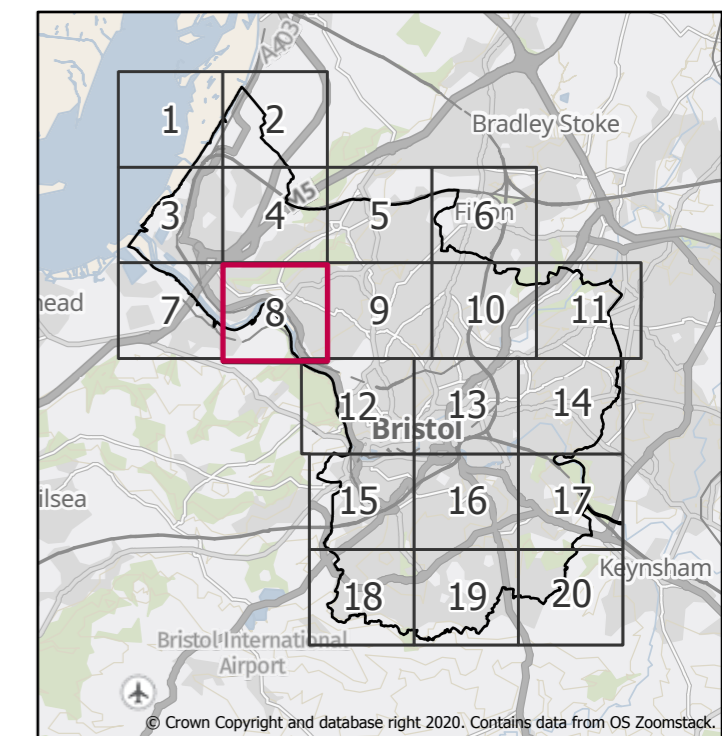 A403
1
2
Bradley Stoke
M5
3
4
5
6
Filton
head
7
8
9
10
11
12
13
14
Bristol
ilsea
15
16
17
Keynsham
18
19
20
Bristol International
Airport
© Crown Copyright and database right 2020. Contains data from OS Zoomstack.